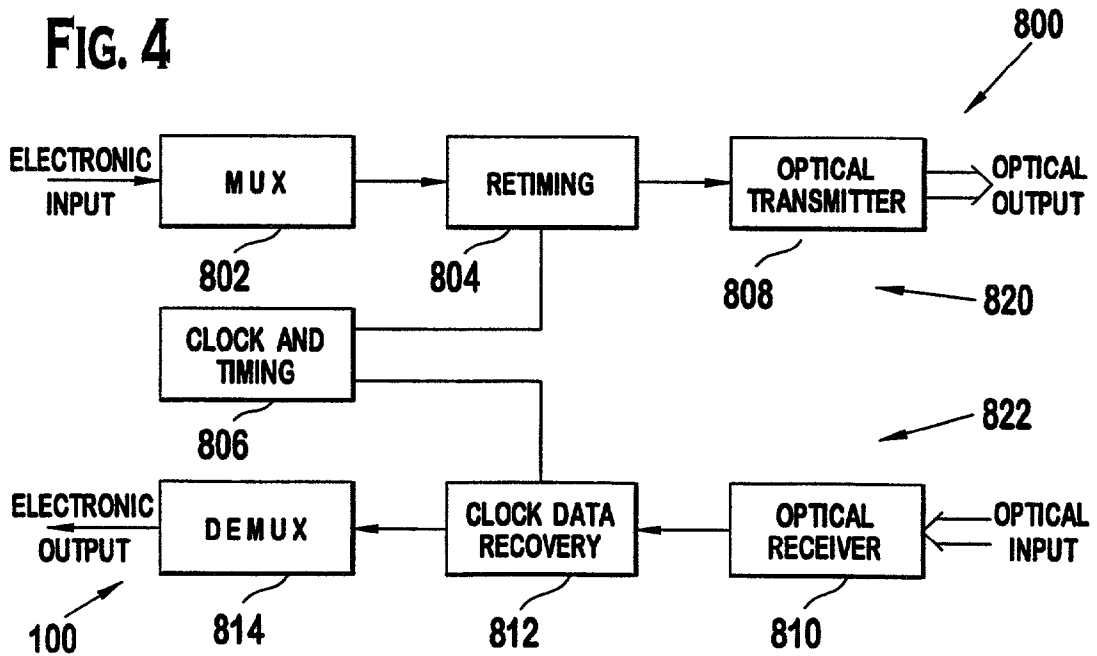 FIG. 4
800
ELECTRONIC
INPUT
MUX
RETIMING
OPTICAL
TRANSMITTER
OPTICAL
OUTPUT
802
804
808
820
CLOCK AND
TIMING
806
822
ELECTRONIC
OUTPUT
DEMUX
CLOCK DATA
RECOVERY
OPTICAL
RECEIVER
OPTICAL
INPUT
100
814
812
810